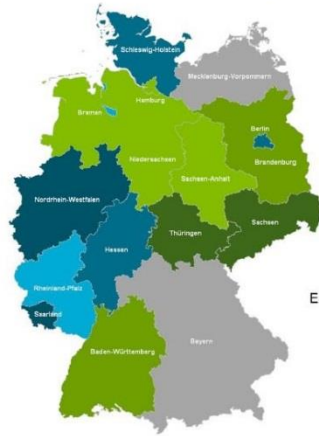 Schleswig-Holstein
Mecklenburg-Vorpommern
Hamburg
Bremen
Berlin
Brandenburg
Niedersachsen
Sachsen-Anhalt
Nordrhein-Westfalen
Sachsen
Thüringen
Hessen
Rheinland-Pfalz
E
Saarland
Baden-Württemberg
Bayern